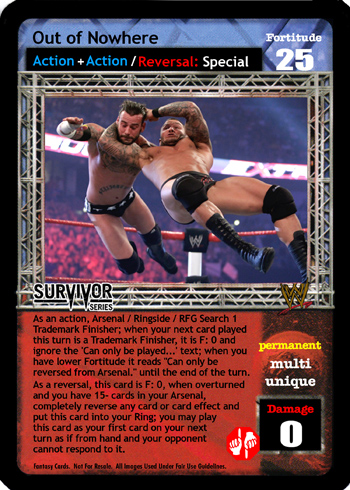 Out of Nowhere
Fortitude
25
Action + Action / Reversal: Special
SURVIVOR
SERIES
As an action, Arsenal / Ringside / RFG Search 1
Trademark Finisher; when your next card played
this turn is a Trademark Finisher, it is F: 0 and
ignore the 'Can only be played...' text; when you
have lower Fortitude it reads "Can only be
reversed from Arsenal." until the end of the turn.
As a reversal, this card is F: 0, when overturned
and you have 15- cards in your Arsenal,
completely reverse any card or card effect and
put this card into your Ring; you may
play this card as your first card on your next
turn as if from hand and your opponent
cannot respond to it.
permanent
multi
unique
Damage
0
Fantasy Cards. Not For Resale. All Images Used Under Fair Use Guidelines.